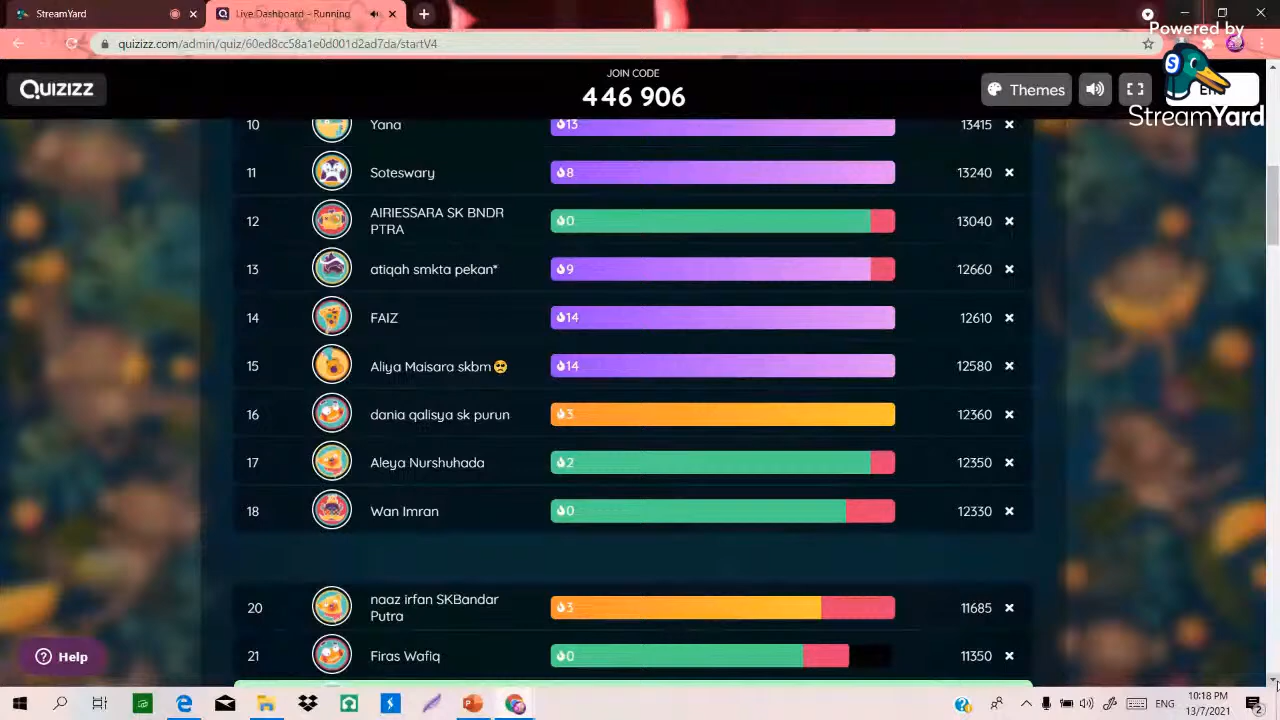 StreamYard
Live Dashboard - Running
quizizz.com/admin/quiz/60ed8cc58a1e0d001d2ad7da/startV4
Powered by
StreamYard
QUIZIZZ
JOIN CODE
446 906
Themes
10 Yana 13 13415
11 Soteswary 8 13240
12 AIRIESSARA SK BNDR PTRA 0 13040
13 atiqah smkta pekan* 9 12660
14 FAIZ 14 12610
15 Aliya Maisara skbm🥺 14 12580
16 dania qalisya sk purun 3 12360
17 Aleya Nurshuhada 2 12350
18 Wan Imran 0 12330
20 naaz irfan SKBandar Putra 3 11685
21 Firas Wafiq 0 11350
Help
ENG
10:18 PM
13/7/2021
2